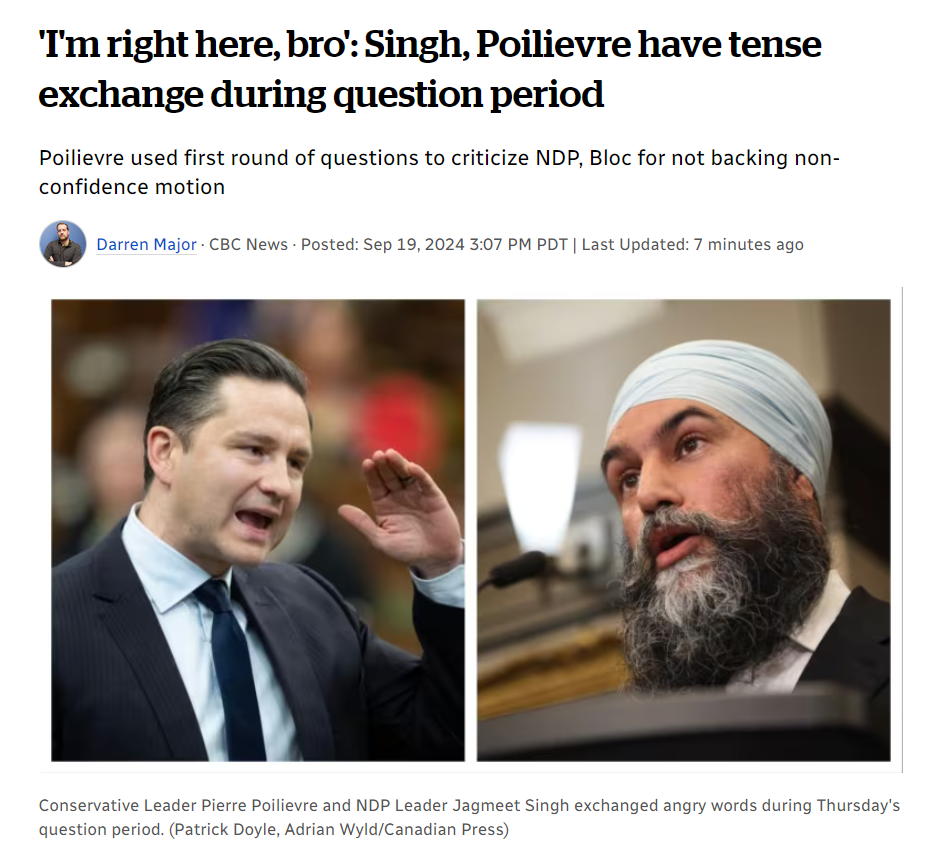 'I'm right here, bro': Singh, Poilievre have tense
exchange during question period
Poilievre used first round of questions to criticize NDP, Bloc for not backing non-
confidence motion
Darren Major · CBC News · Posted: Sep 19, 2024 3:07 PM PDT | Last Updated: 7 minutes ago
Conservative Leader Pierre Poilievre and NDP Leader Jagmeet Singh exchanged angry words during Thursday's
question period. (Patrick Doyle, Adrian Wyld/Canadian Press)